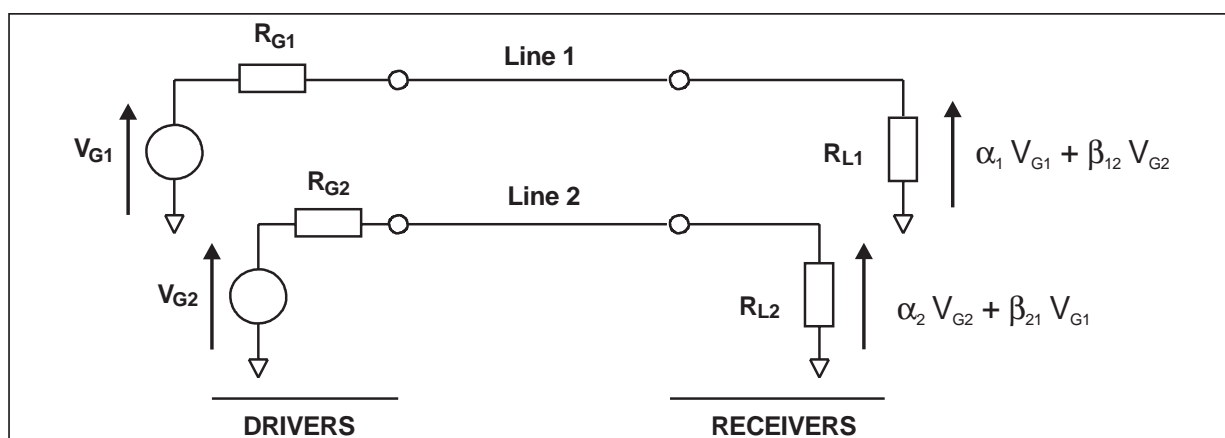 R_G1
Line 1
V_G1
R_L1
α₁ V_G1 + β₁₂ V_G2
R_G2
Line 2
V_G2
R_L2
α₂ V_G2 + β₂₁ V_G1
DRIVERS
RECEIVERS